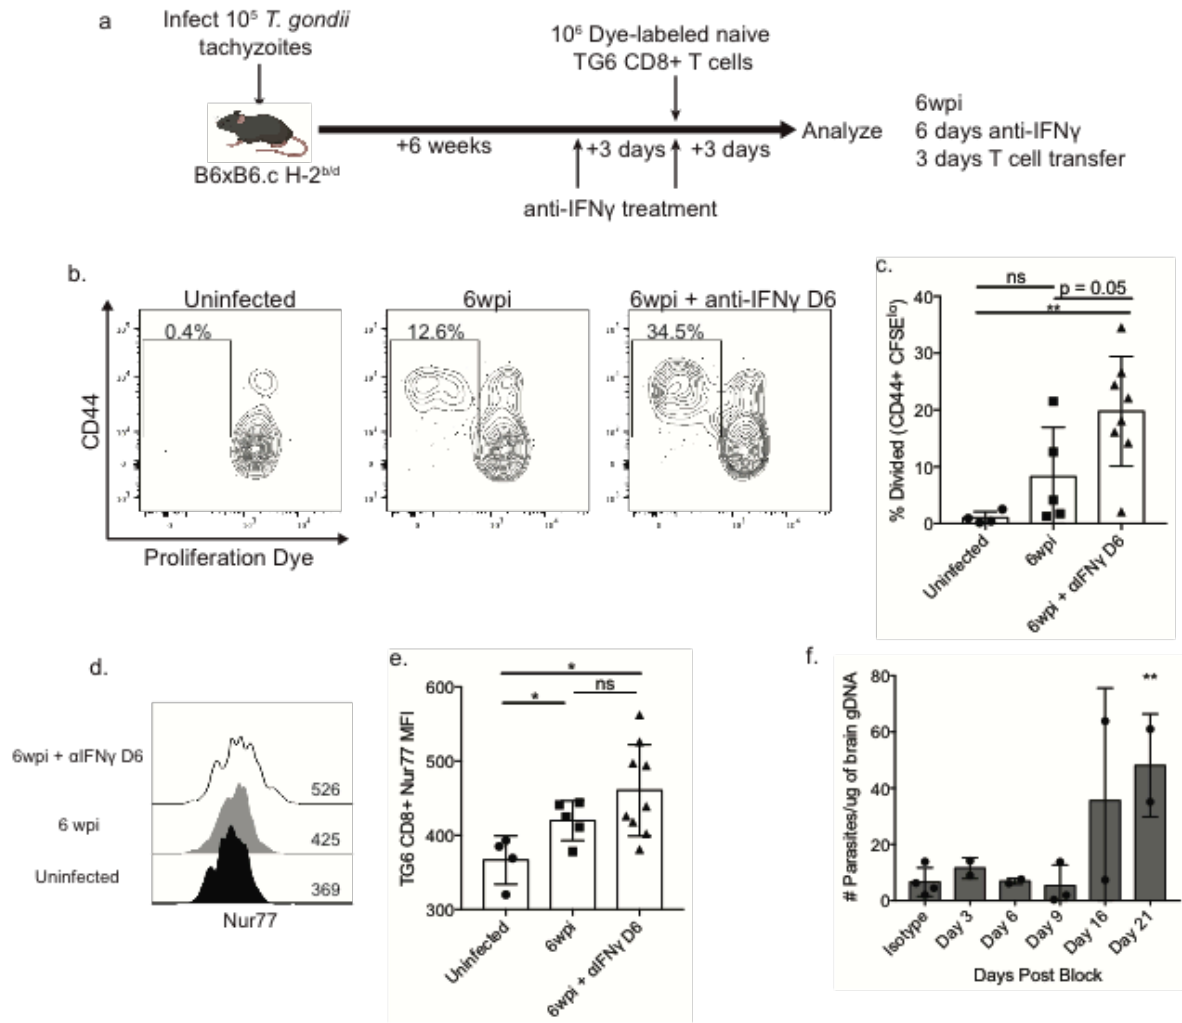 a
Infect 10⁵ T. gondii
tachyzoites
B6xB6.c H-2ᵇ/ᵈ
10⁶ Dye-labeled naive
TG6 CD8+ T cells
+6 weeks
+3 days
+3 days
anti-IFNγ treatment
Analyze
6wpi
6 days anti-IFNγ
3 days T cell transfer
b.
Uninfected
6wpi
6wpi + anti-IFNγ D6
0.4%
12.6%
34.5%
CD44
Proliferation Dye
c.
ns
p = 0.05
**
% Divided (CD44+ CFSEˡᵒ)
40
30
20
10
0
Uninfected
6wpi
6wpi + αIFNγ D6
d.
6wpi + αIFNγ D6
526
6 wpi
425
Uninfected
369
Nur77
e.
*
ns
*
TG6 CD8+ Nur77 MFI
600
500
400
300
Uninfected
6wpi
6wpi + αIFNγ D6
f.
**
# Parasites/ug of brain gDNA
80
60
40
20
0
Isotype
Day 3
Day 6
Day 9
Day 16
Day 21
Days Post Block